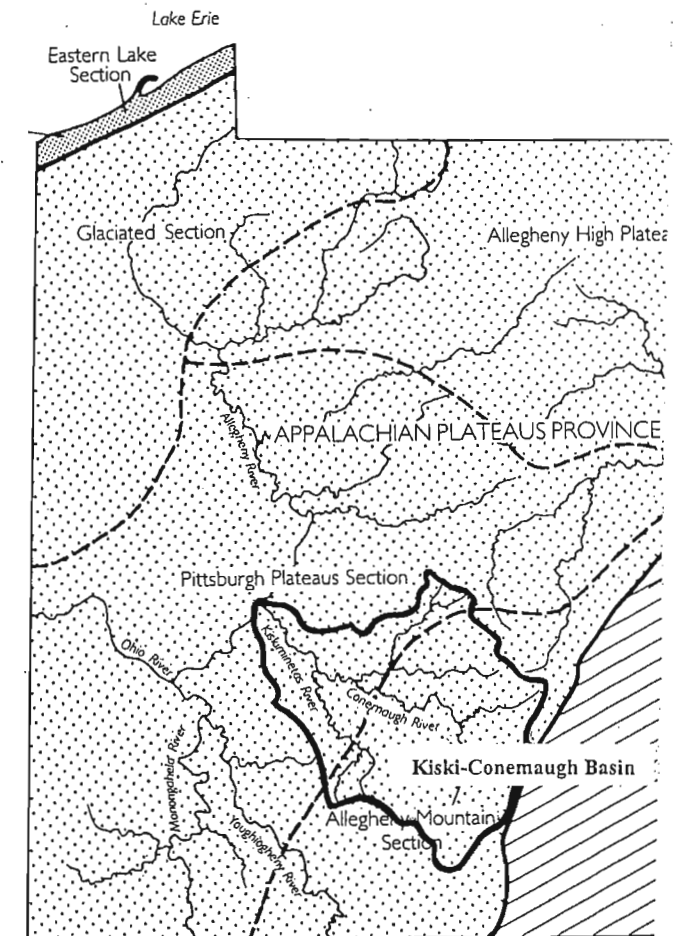 Lake Erie
Eastern Lake
Section
Glaciated Section
Allegheny High Platea
Allegheny River
APPALACHIAN PLATEAUS PROVINCE
Pittsburgh Plateaus Section
Ohio River
Kiskiminetas River
Conemaugh River
Kiski-Conemaugh Basin
Monongahela River
Allegheny Mountain
Section
Youghiogheny River